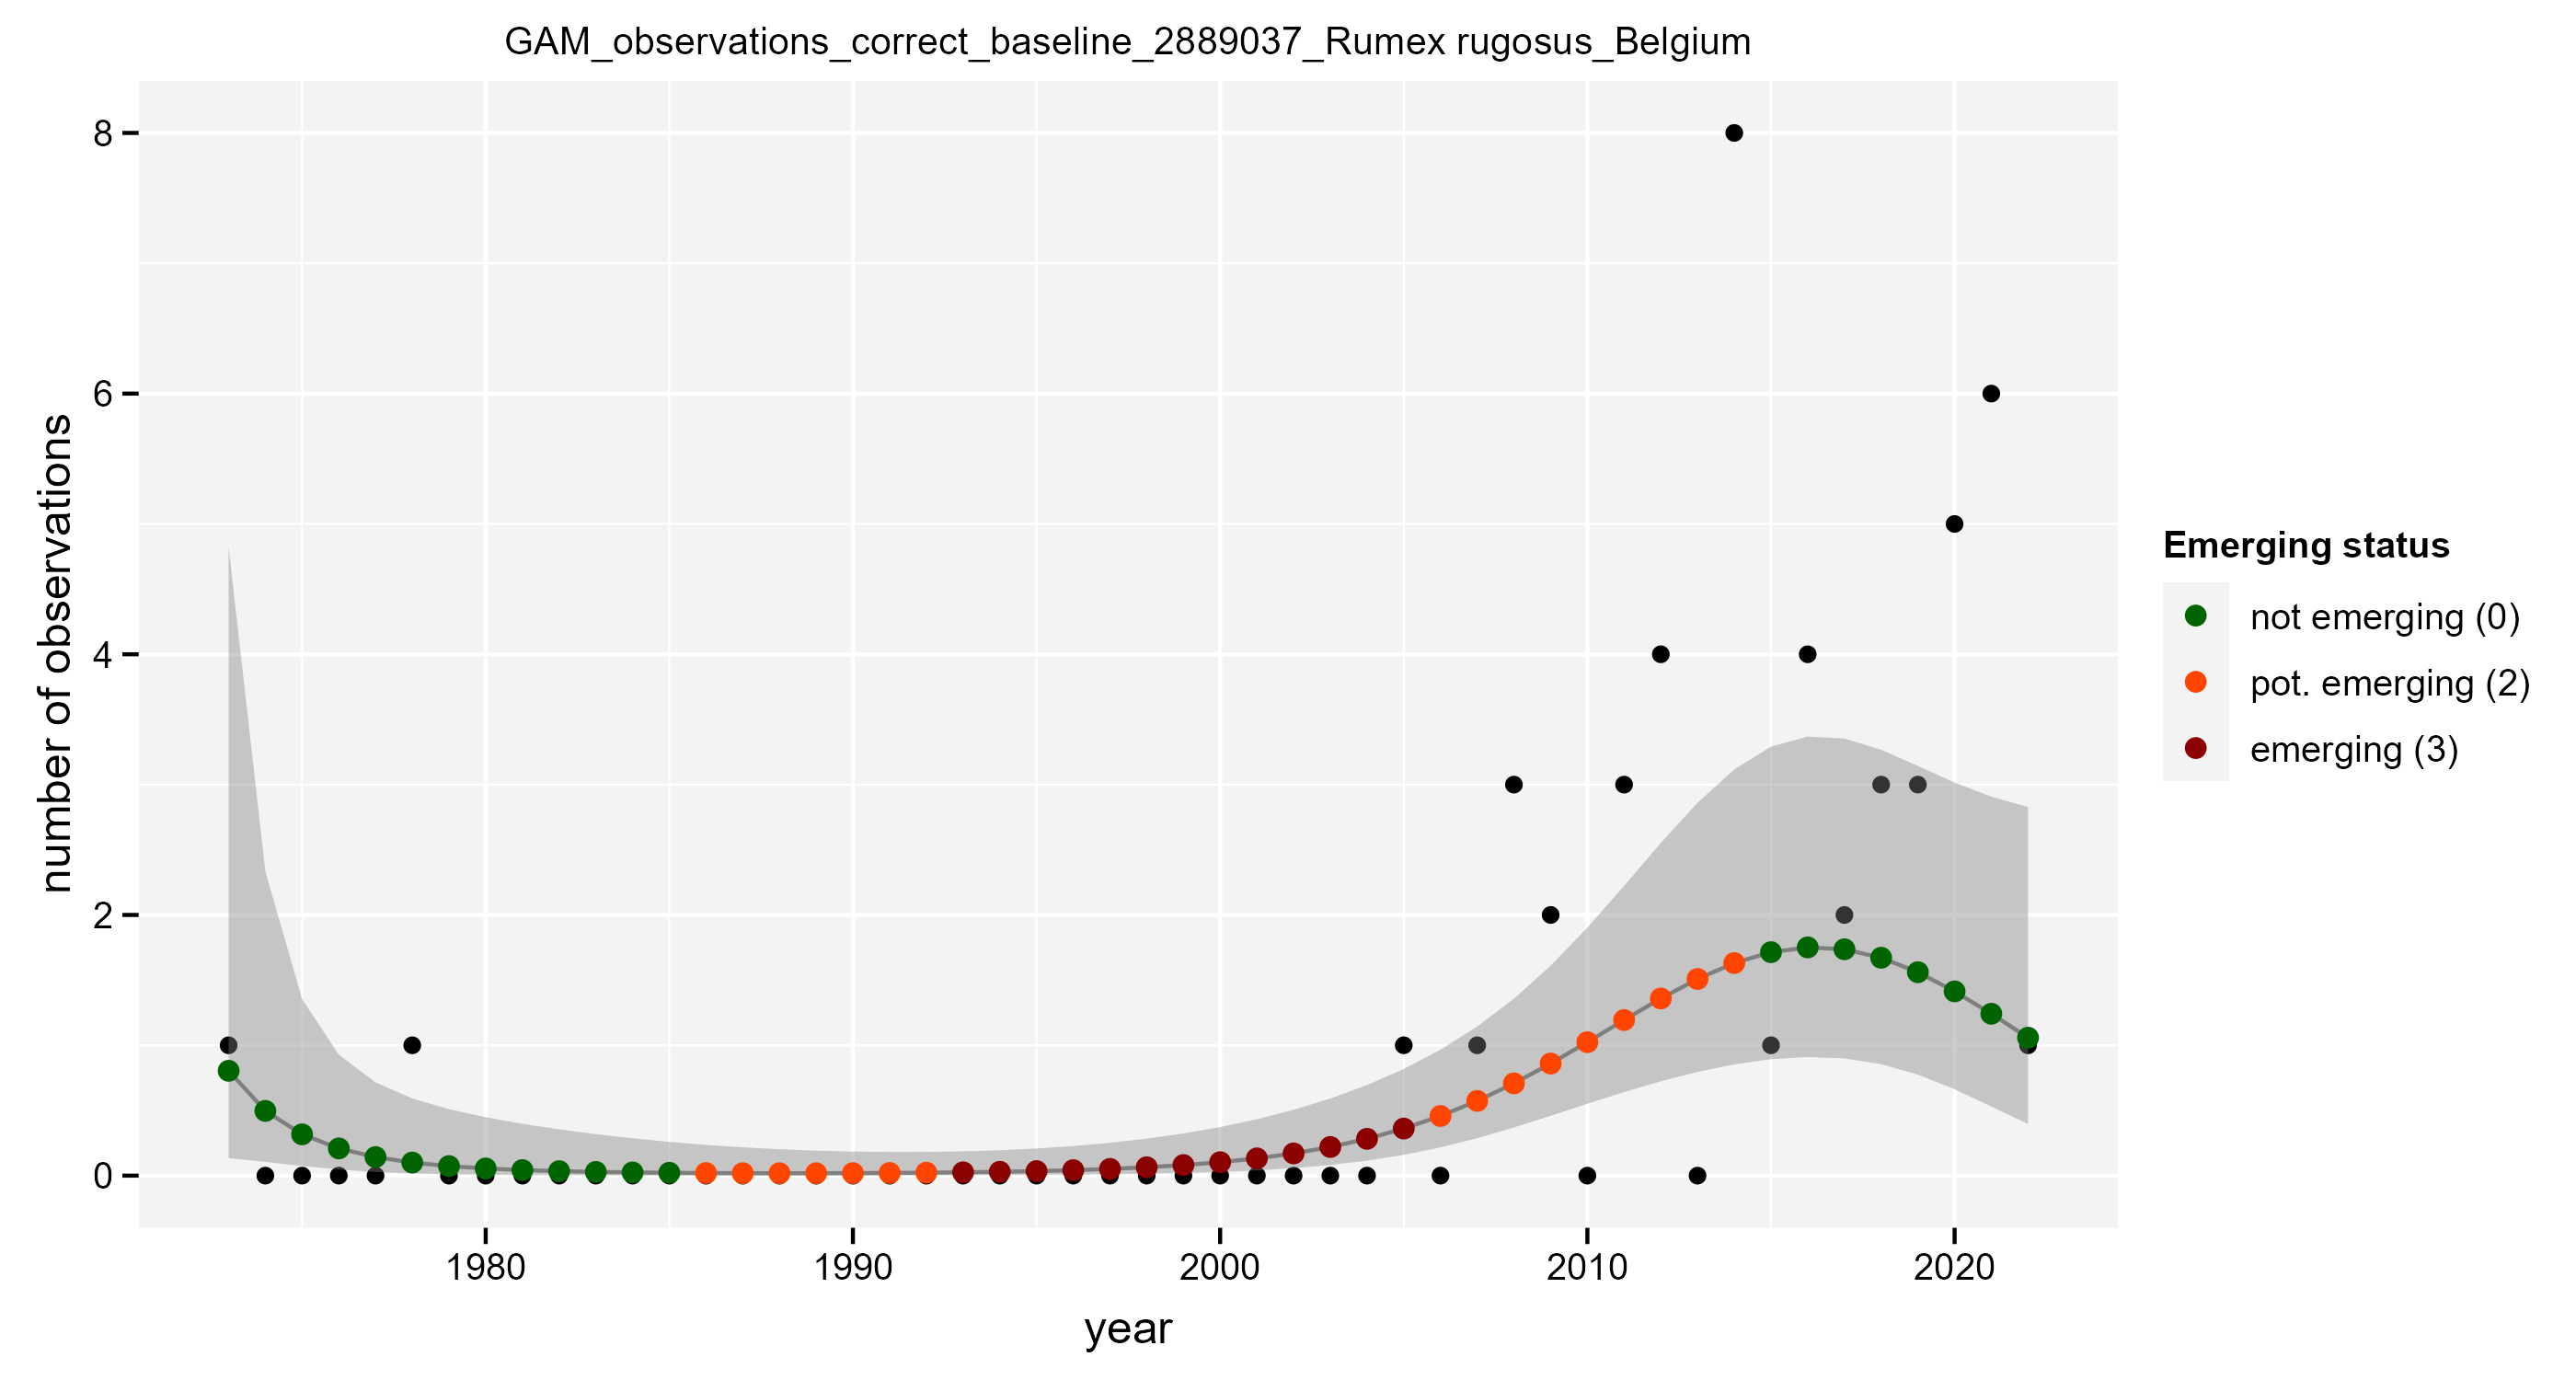 GAM_observations_correct_baseline_2889037_Rumex rugosus_Belgium
number of observations
8
6
4
2
0
1980
1990
2000
2010
2020
year
Emerging status
not emerging (0)
pot. emerging (2)
emerging (3)